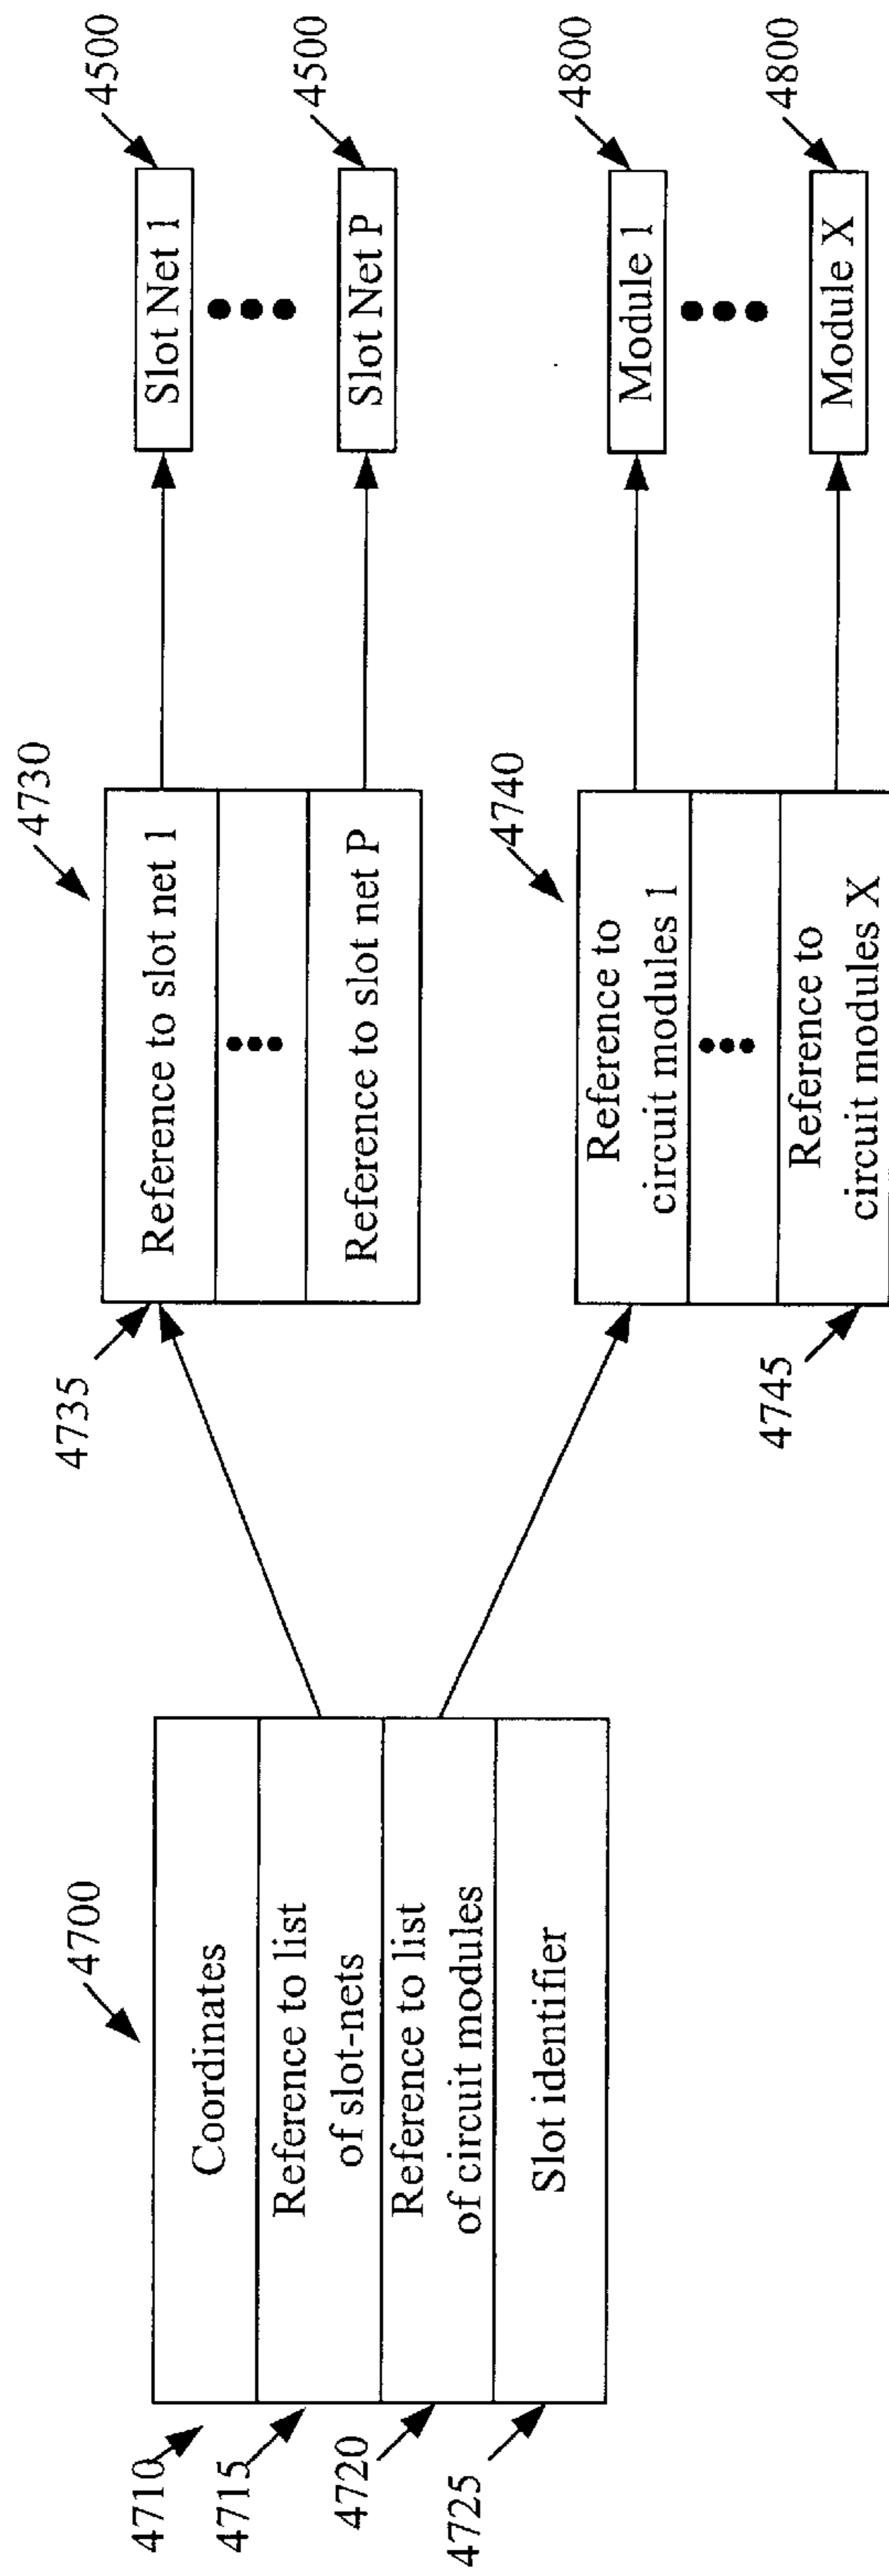 4700
4710
Coordinates
4715
Reference to list
of slot-nets
4720
Reference to list
of circuit modules
4725
Slot identifier
4730
4735
Reference to slot net 1
Reference to slot net P
4740
Reference to
circuit modules 1
4745
Reference to
circuit modules X
4500
Slot Net 1
4500
Slot Net P
4800
Module 1
4800
Module X